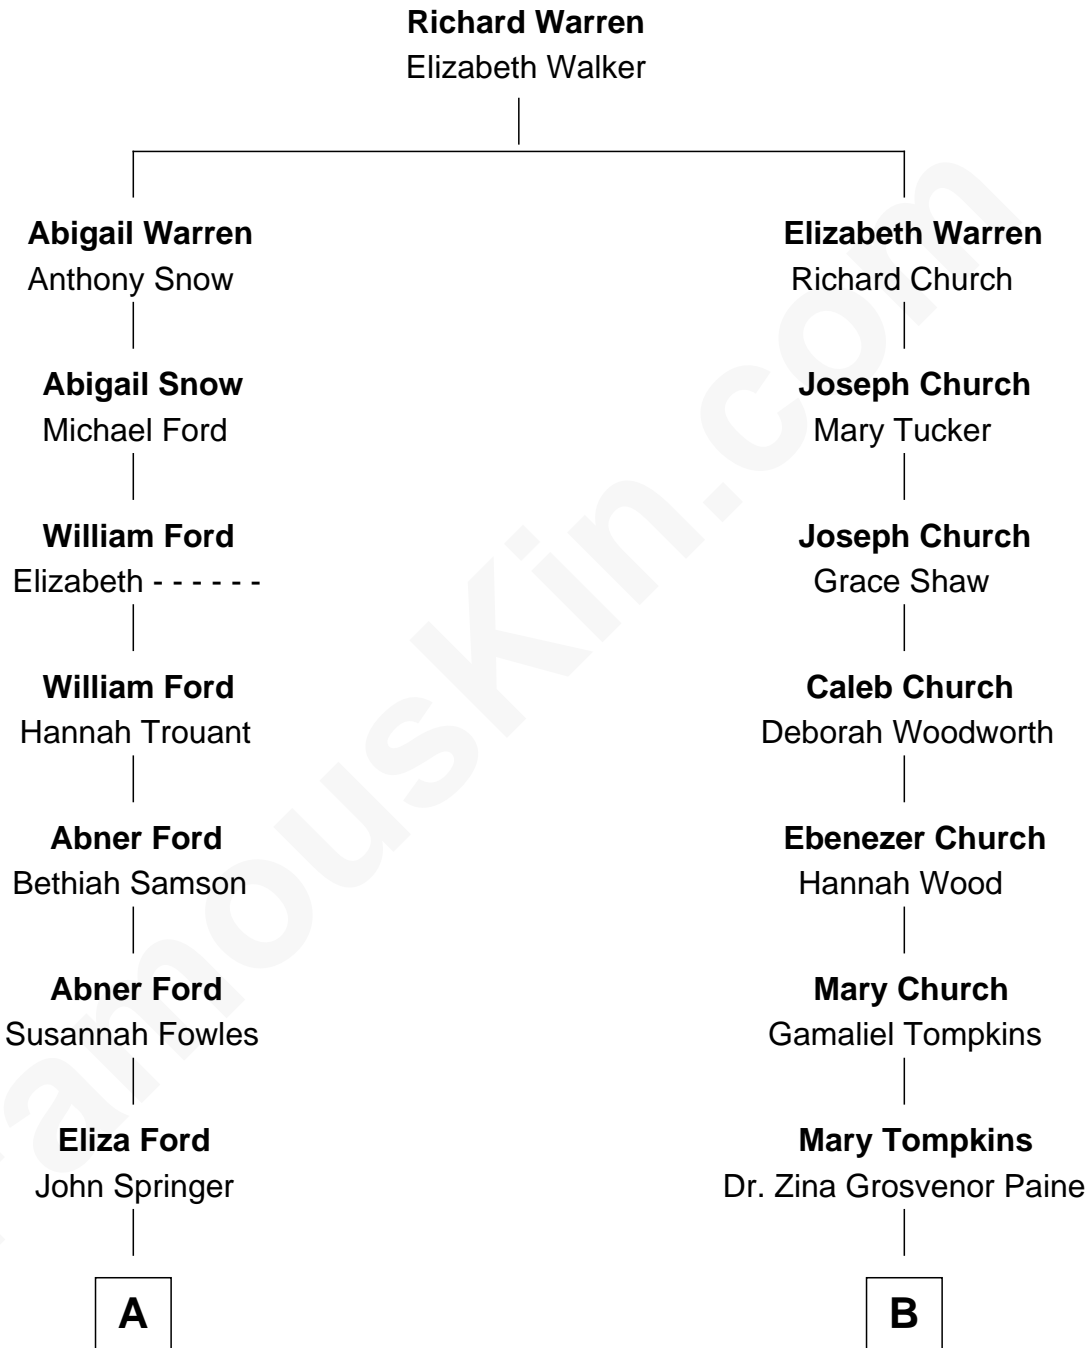 Richard Warren
Elizabeth Walker
Abigail Warren
Anthony Snow
Elizabeth Warren
Richard Church
Abigail Snow
Michael Ford
Joseph Church
Mary Tucker
William Ford
Elizabeth - - - - - -
Joseph Church
Grace Shaw
William Ford
Hannah Trouant
Caleb Church
Deborah Woodworth
Abner Ford
Bethiah Samson
Ebenezer Church
Hannah Wood
Abner Ford
Susannah Fowles
Mary Church
Gamaliel Tompkins
Eliza Ford
John Springer
Mary Tompkins
Dr. Zina Grosvenor Paine
A
B
FamousKin.com